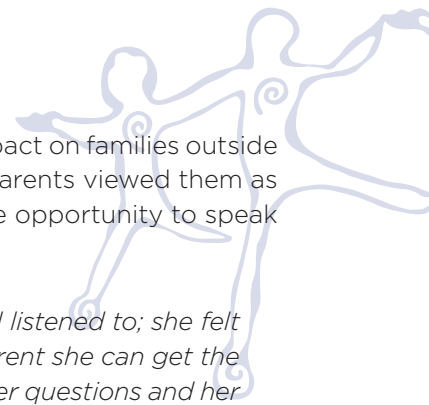 pact on families outside
arents viewed them as
e opportunity to speak
l listened to; she felt
rent she can get the
er questions and her